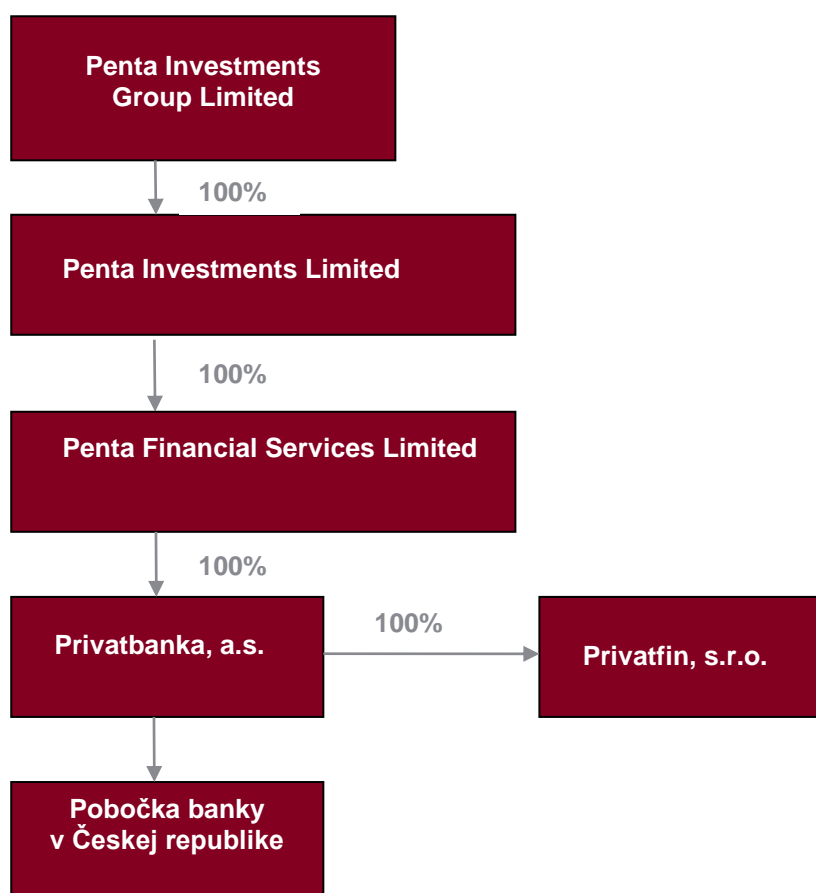 Penta Investments
Group Limited
100%
Penta Investments Limited
100%
Penta Financial Services Limited
100%
Privatbanka, a.s.
100%
Privatfin, s.r.o.
Pobočka banky
v Českej republike